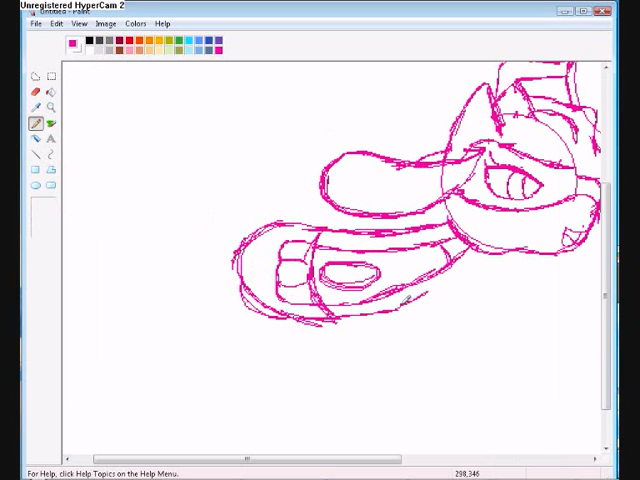 Unregistered HyperCam 2
Untitled - Paint
File Edit View Image Colors Help
For Help, click Help Topics on the Help Menu.
298,346